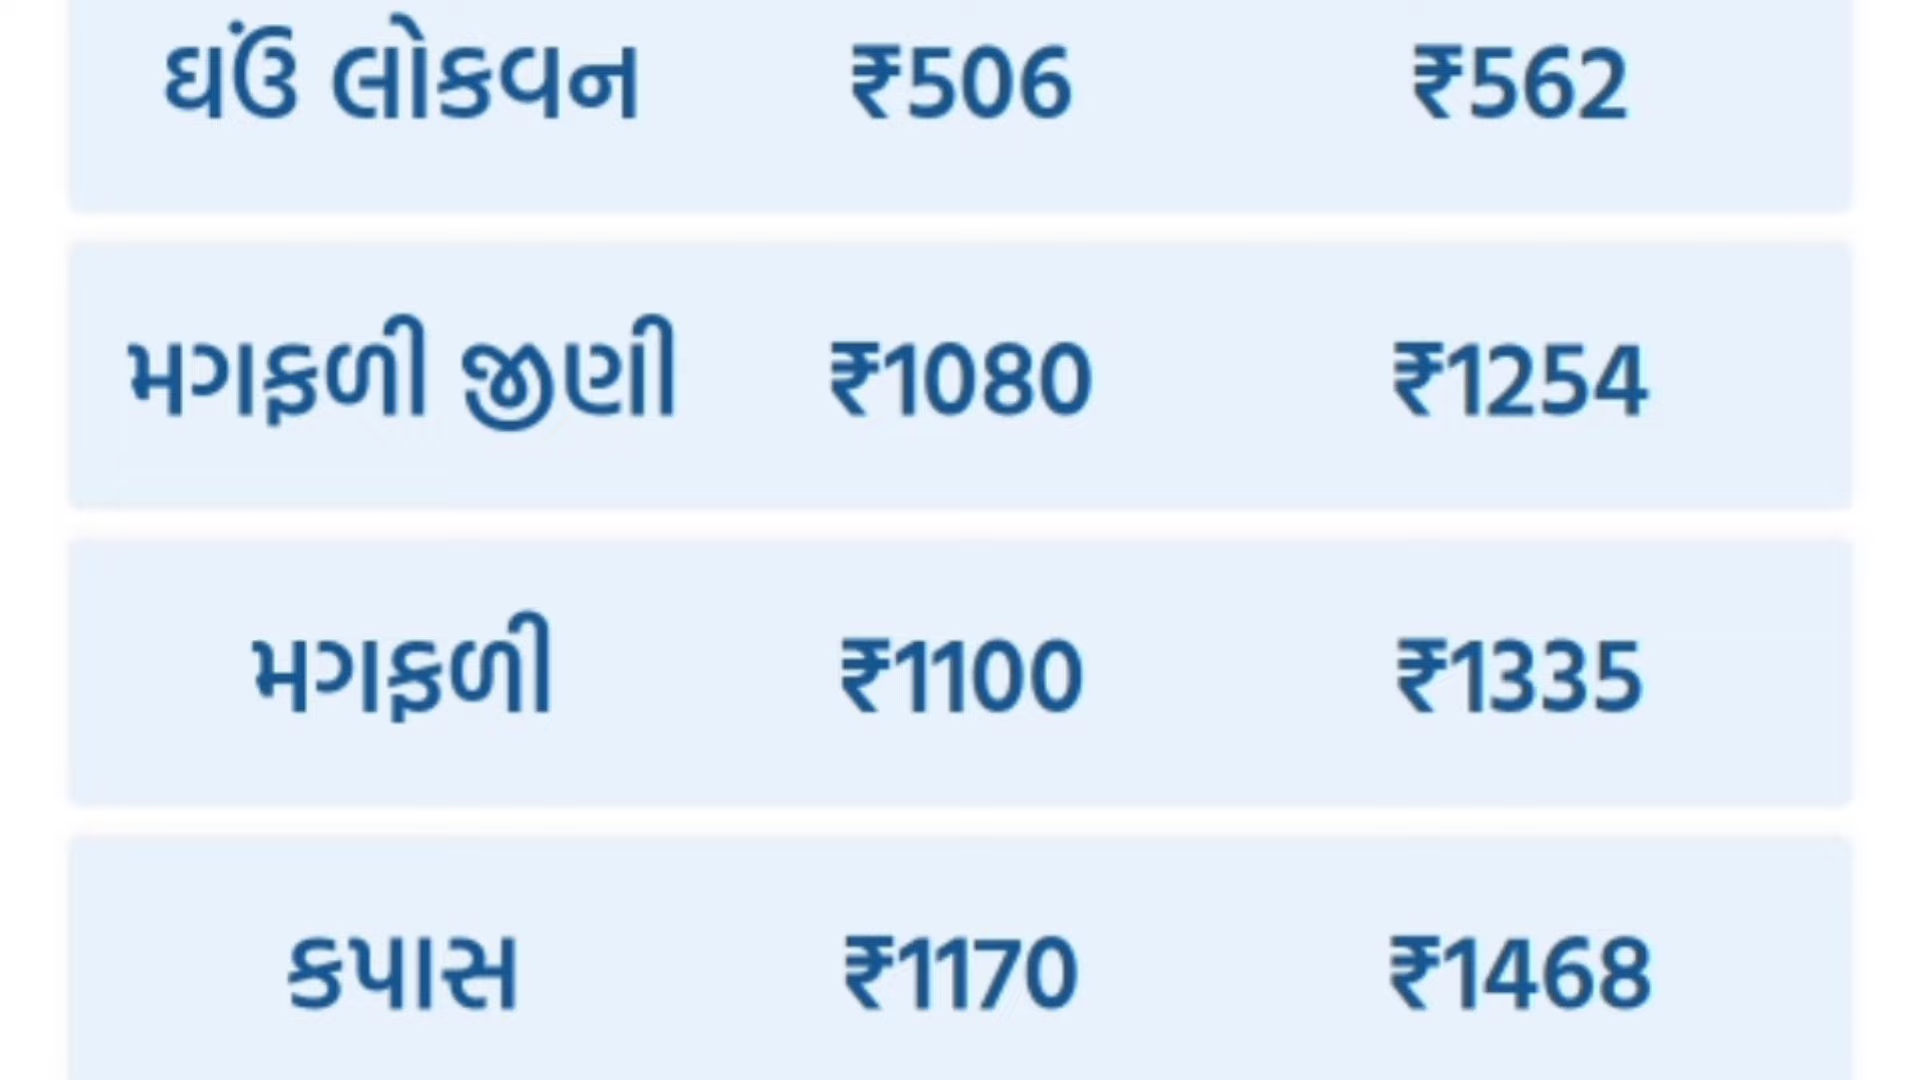 ઘઉં લોકવન ₹506 ₹562
મગફળી જીણી ₹1080 ₹1254
મગફળી ₹1100 ₹1335
કપાસ ₹1170 ₹1468